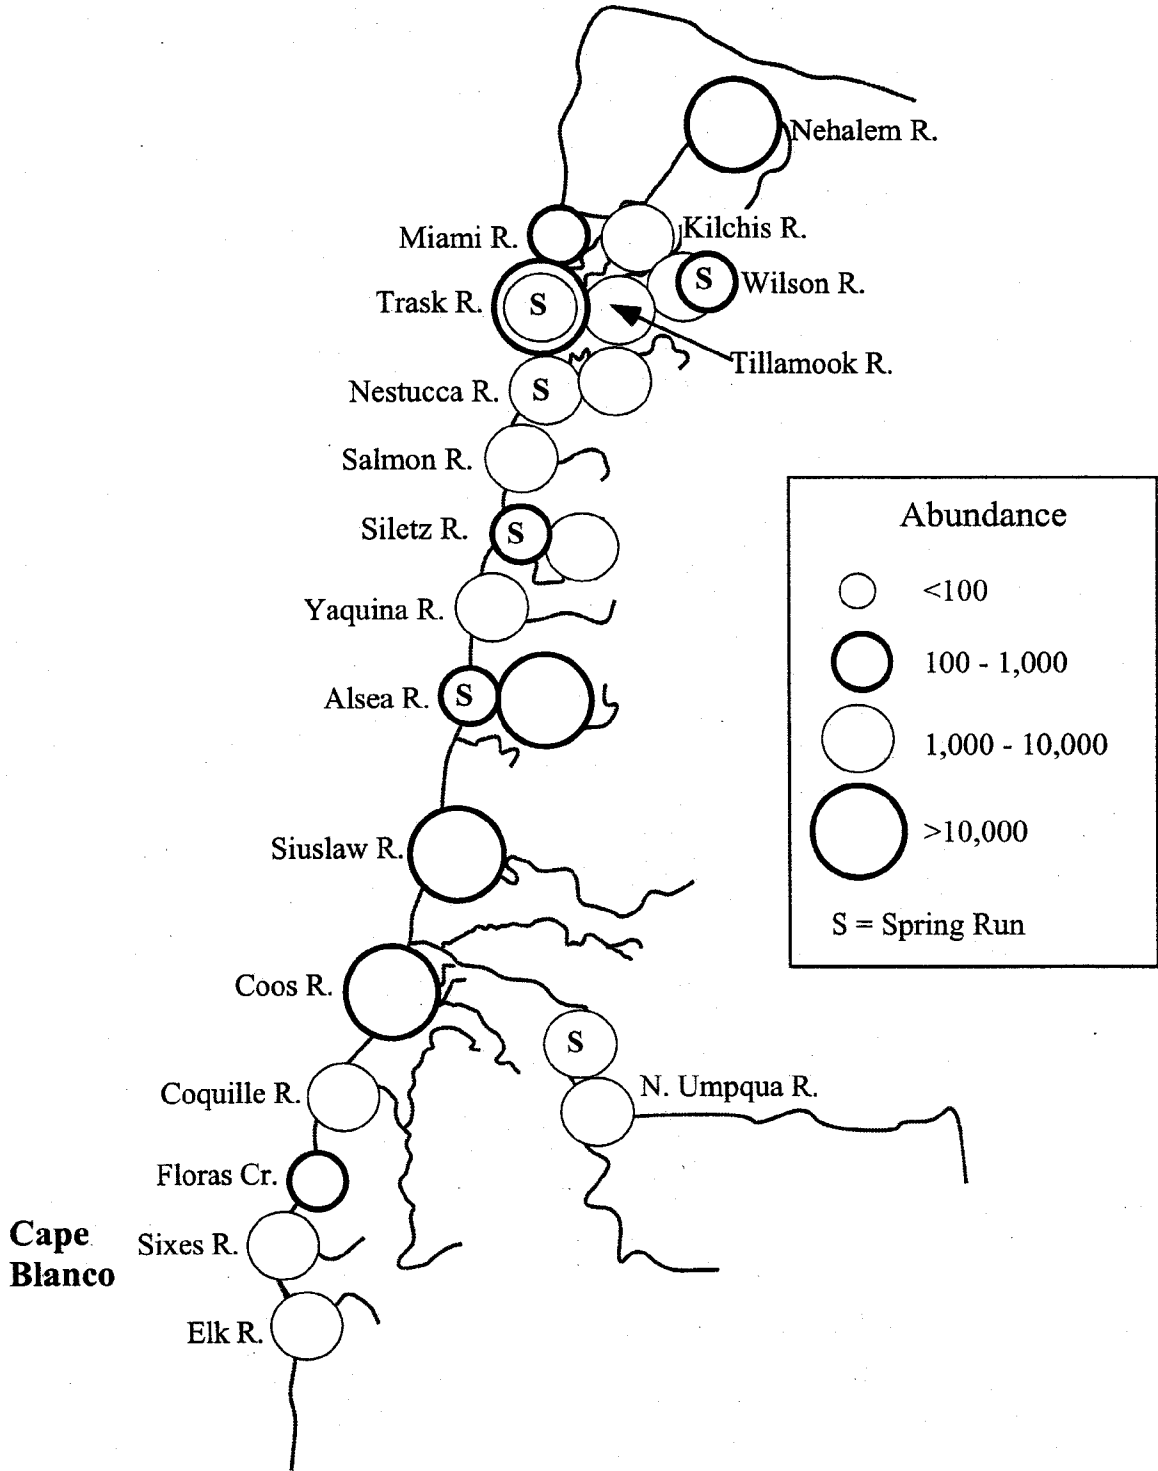 Nehalem R.
Miami R.
Kilchis R.
S
Wilson R.
Trask R.
S
Tillamook R.
Nestucca R.
S
Salmon R.
Siletz R.
S
Yaquina R.
Alsea R.
S
Siuslaw R.
Coos R.
S
N. Umpqua R.
Coquille R.
Floras Cr.
Cape
Blanco
Sixes R.
Elk R.
Abundance
<100
100 - 1,000
1,000 - 10,000
>10,000
S = Spring Run